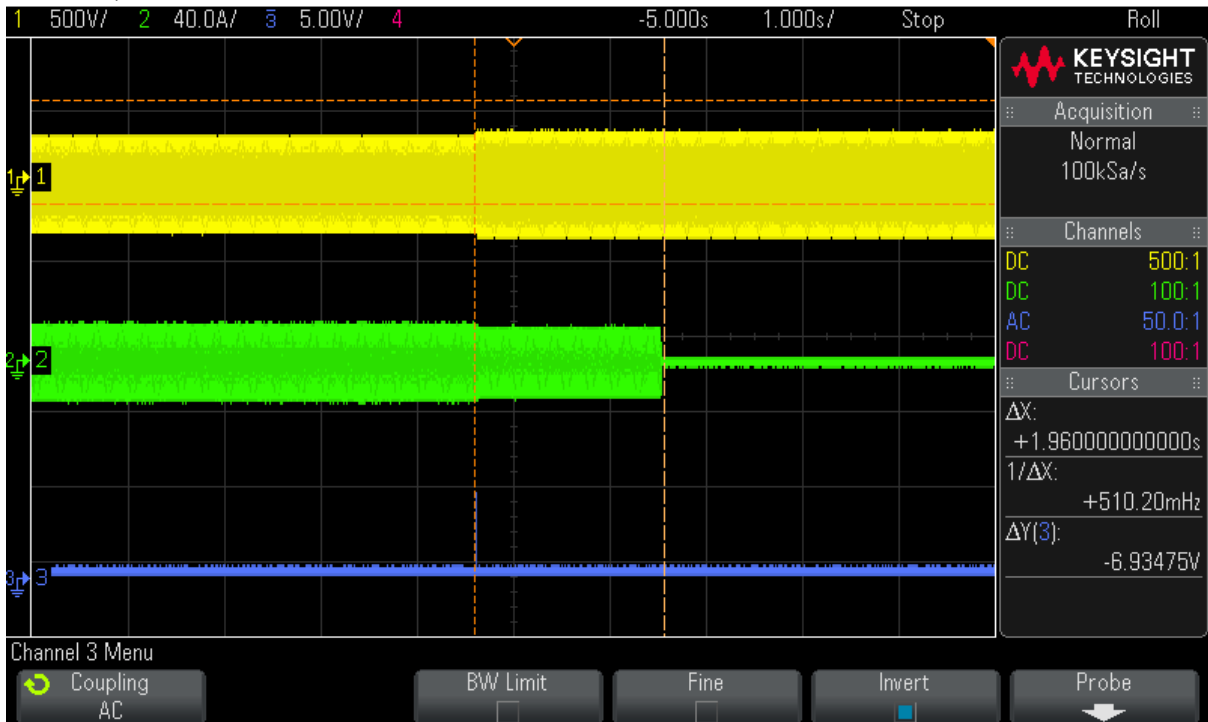 1 500V/ 2 40.0A/ 3 5.00V/ 4 -5.000s 1.000s/ Stop Roll
KEYSIGHT
TECHNOLOGIES
Acquisition
Normal
100kSa/s
1
Channels
DC 500:1
DC 100:1
AC 50.0:1
DC 100:1
2
Cursors
ΔX:
+1.960000000000s
1/ΔX:
+510.20mHz
ΔY(3):
-6.93475V
3
Channel 3 Menu
Coupling BW Limit Fine Invert Probe
AC